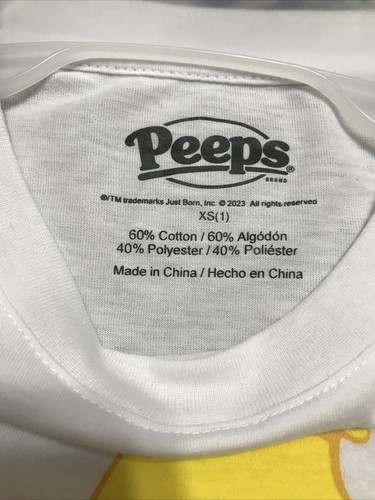 Peeps®
BRAND
®/TM trademarks Just Born, Inc. © 2023 All rights reserved
XS(1)
60% Cotton / 60% Algódón
40% Polyester / 40% Poliéster
Made in China / Hecho en China